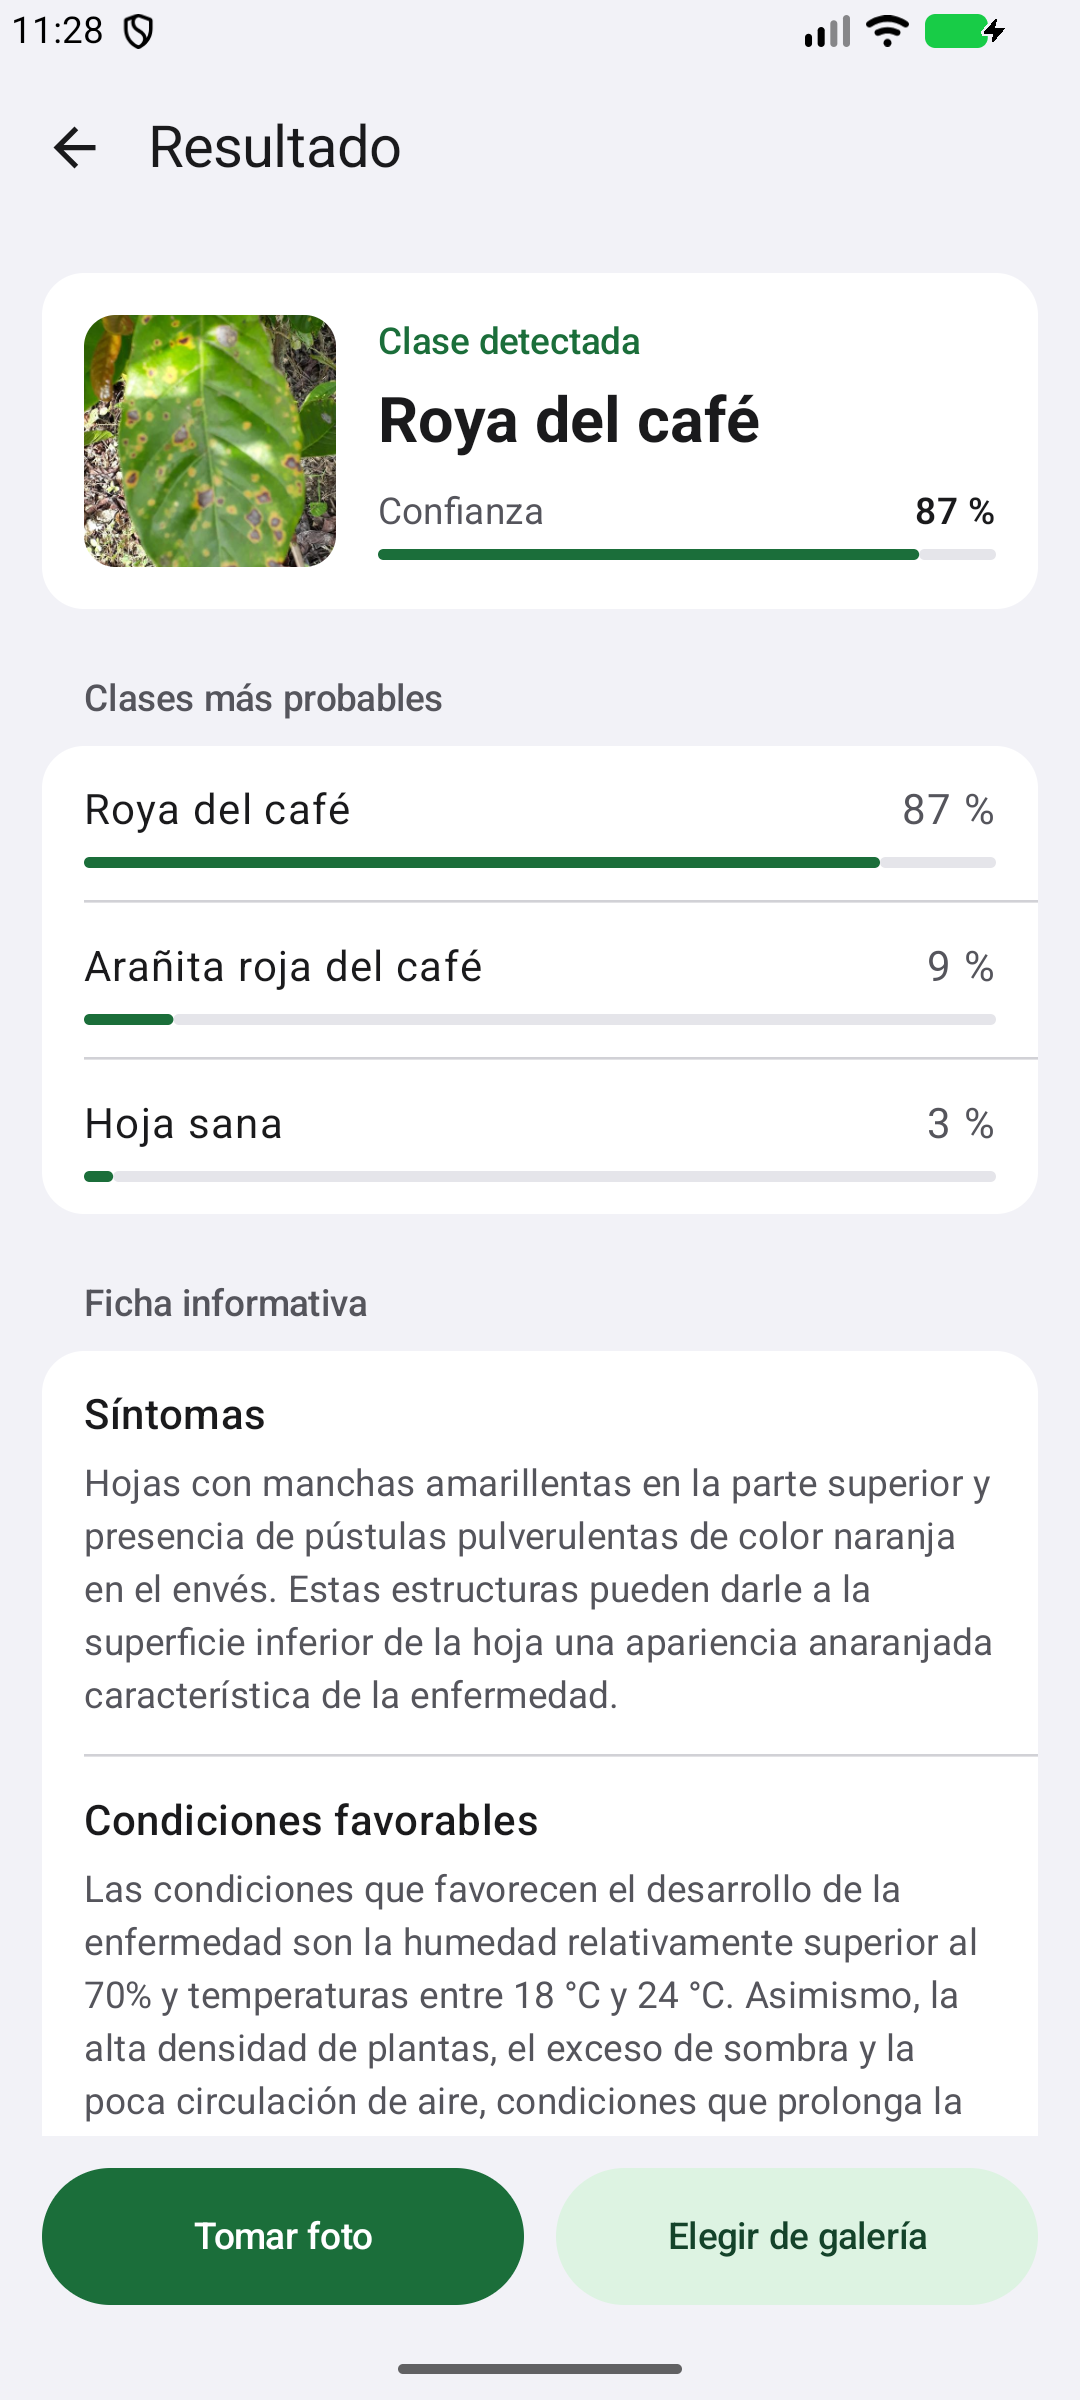 11:28
Resultado
Clase detectada
Roya del café
Confianza 87 %
Clases más probables
Roya del café 87 %
Arañita roja del café 9 %
Hoja sana 3 %
Ficha informativa
Síntomas
Hojas con manchas amarillentas en la parte superior y
presencia de pústulas pulverulentas de color naranja
en el envés. Estas estructuras pueden darle a la
superficie inferior de la hoja una apariencia anaranjada
característica de la enfermedad.
Condiciones favorables
Las condiciones que favorecen el desarrollo de la
enfermedad son la humedad relativamente superior al
70% y temperaturas entre 18 °C y 24 °C. Asimismo, la
alta densidad de plantas, el exceso de sombra y la
poca circulación de aire, condiciones que prolonga la
Tomar foto
Elegir de galería